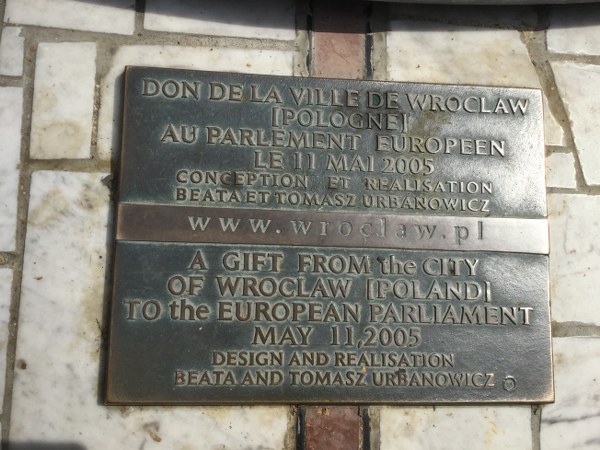 DON DE LA VILLE DE WROCLAW
[POLOGNE]
AU PARLEMENT EUROPEEN
LE 11 MAI 2005
CONCEPTION ET REALISATION
BEATA ET TOMASZ URBANOWICZ
www.wroclaw.pl
A GIFT FROM the CITY
OF WROCLAW [POLAND]
TO the EUROPEAN PARLIAMENT
MAY 11,2005
DESIGN AND REALISATION
BEATA AND TOMASZ URBANOWICZ